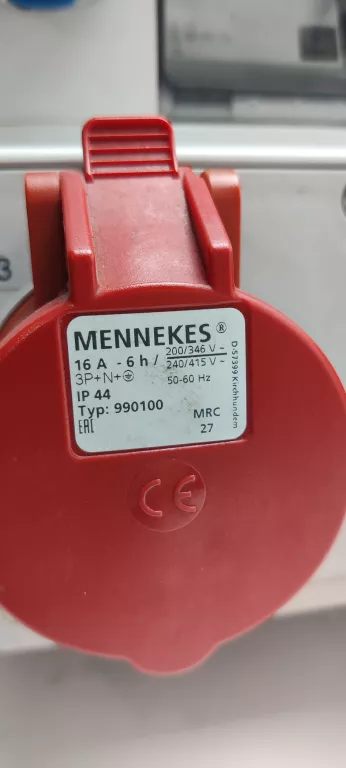 3
MENNEKES®
16 A - 6 h / 200/346 V ~
240/415 V ~
3P+N+⏚ 50-60 Hz
IP 44
Typ: 990100
EAC
MRC
27
D-57399 Kirchhundem
CE